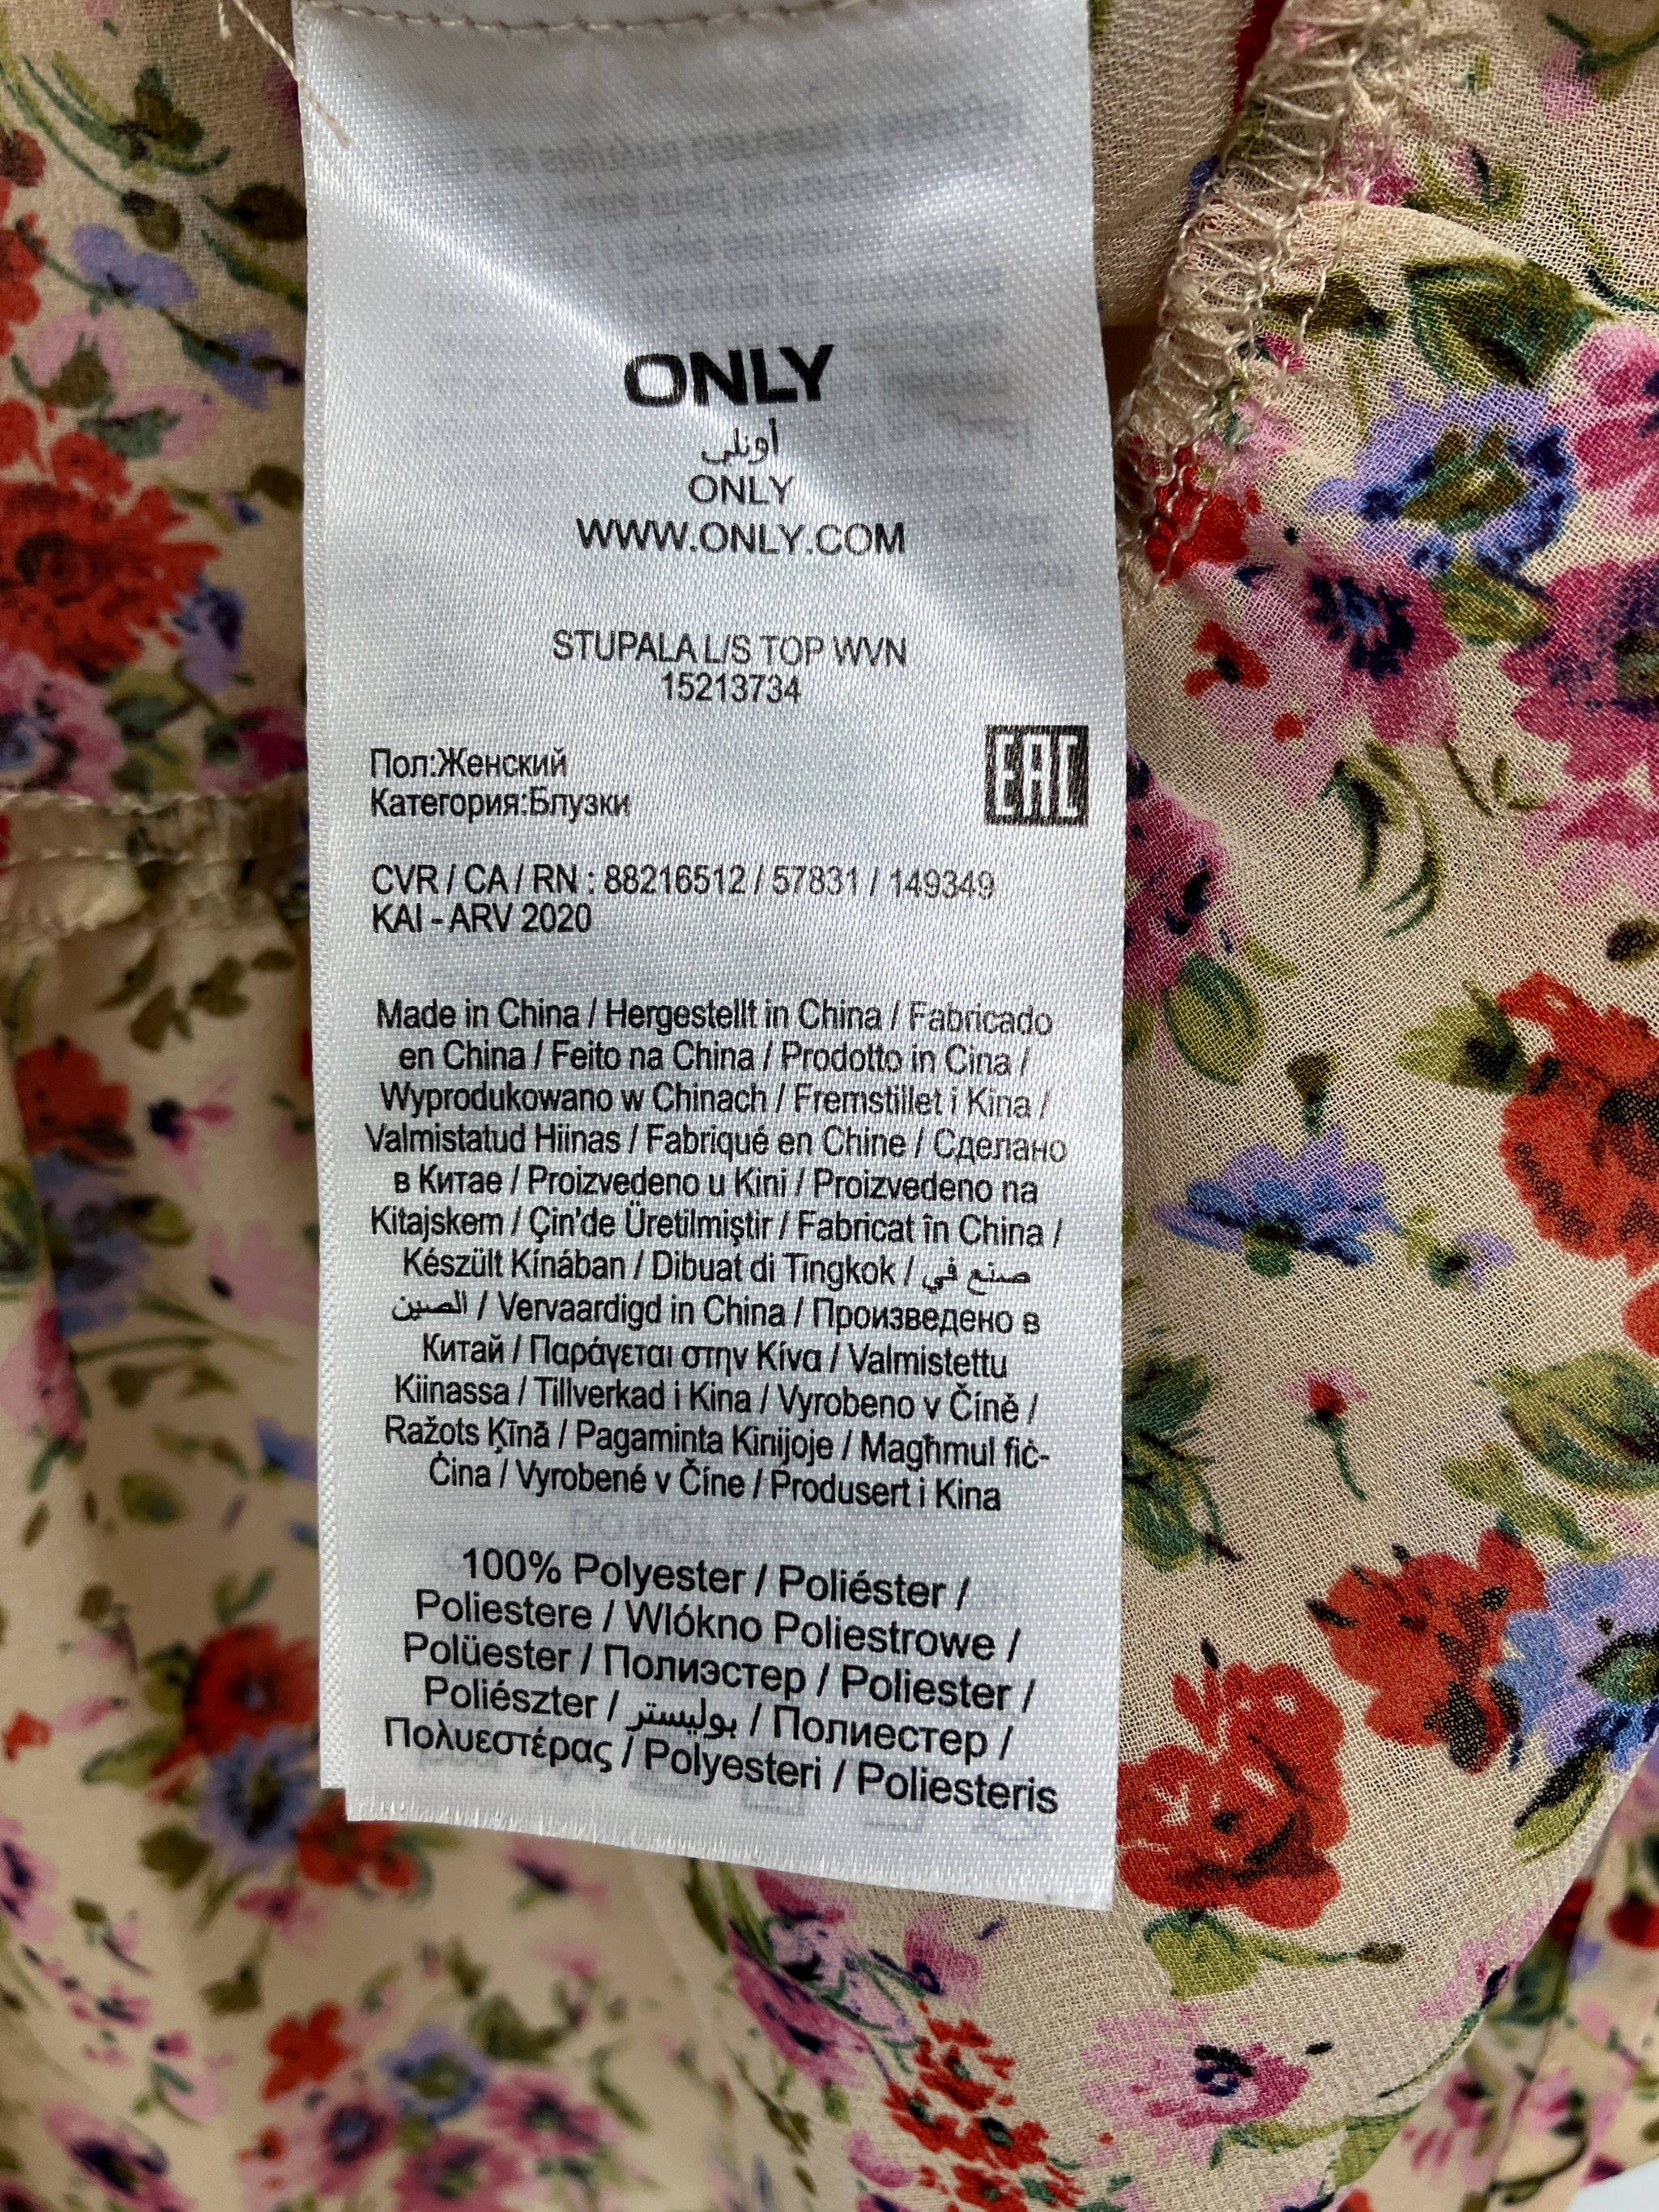 ONLY
أونلي
ONLY
WWW.ONLY.COM
STUPALA L/S TOP WVN
15213734
Пол:Женский
Категория:Блузки
EAC
CVR / CA / RN : 88216512 / 57831 / 149349
KAI - ARV 2020
Made in China / Hergestellt in China / Fabricado
en China / Feito na China / Prodotto in Cina /
Wyprodukowano w Chinach / Fremstillet i Kina /
Valmistatud Hiinas / Fabriqué en Chine / Сделано
в Китае / Proizvedeno u Kini / Proizvedeno na
Kitajskem / Çin'de Üretilmiştir / Fabricat în China /
Készült Kínában / Dibuat di Tingkok / صنع في
الصين / Vervaardigd in China / Произведено в
Китай / Παράγεται στην Κίνα / Valmistettu
Kiinassa / Tillverkad i Kina / Vyrobeno v Číně /
Ražots Ķīnā / Pagaminta Kinijoje / Magħmul fiċ-
Ċina / Vyrobené v Číne / Produsert i Kina
100% Polyester / Poliéster /
Poliestere / Wlókno Poliestrowe /
Polüester / Полиэстер / Poliester /
Poliészter / بوليستر / Полиестер /
Πολυεστέρας / Polyesteri / Poliesteris